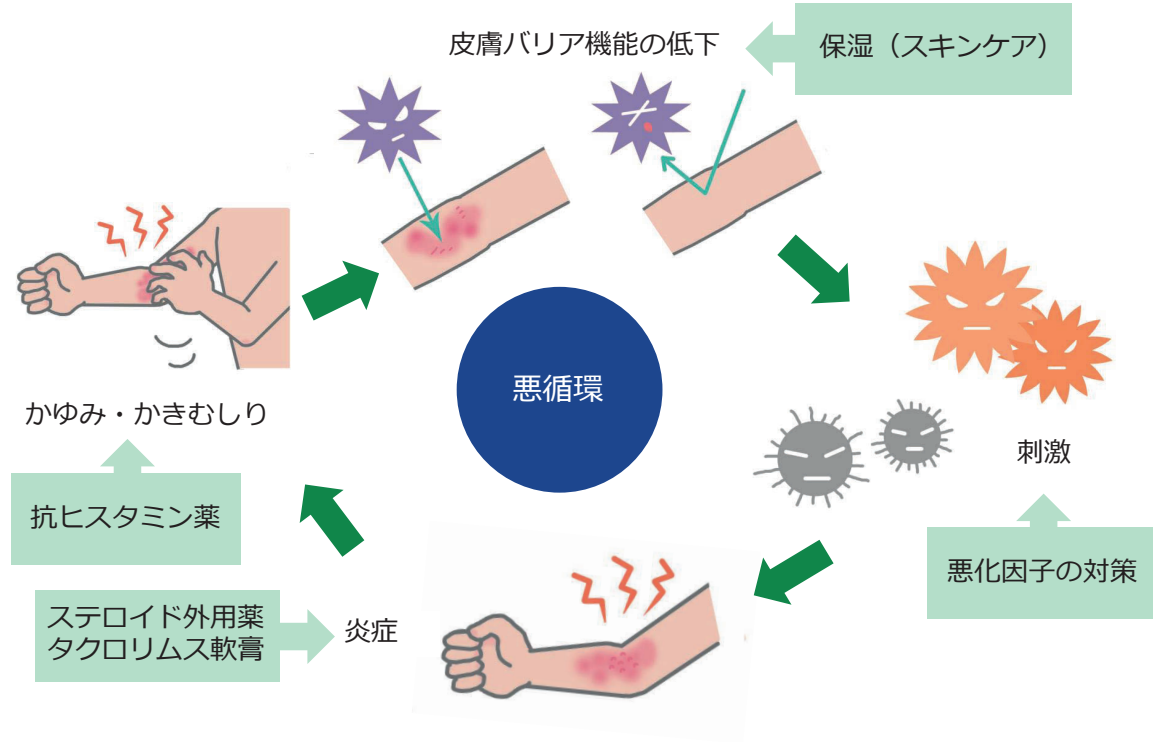 皮膚バリア機能の低下
保湿（スキンケア）
悪循環
かゆみ・かきむしり
刺激
抗ヒスタミン薬
悪化因子の対策
ステロイド外用薬
タクロリムス軟膏
炎症